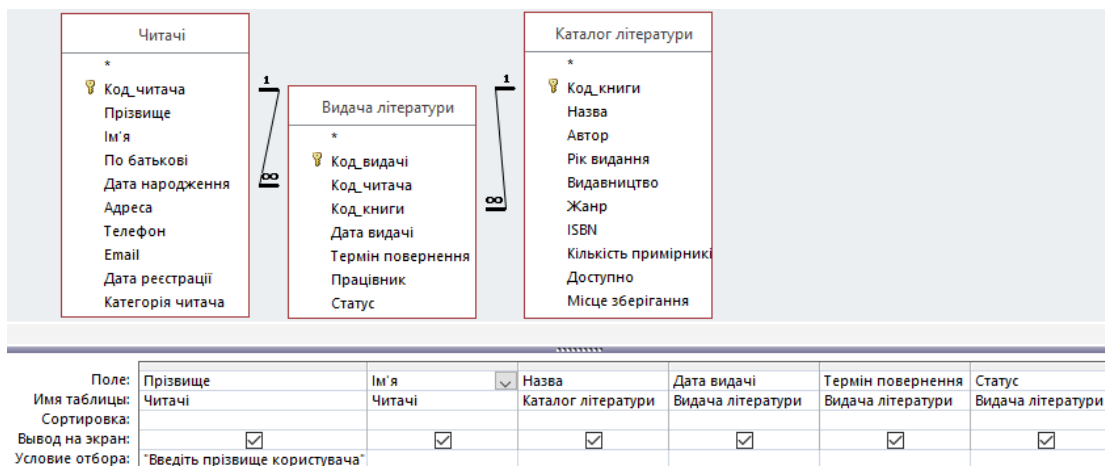 Читачі
*
Код_читача
Прізвище
Ім'я
По батькові
Дата народження
Адреса
Телефон
Email
Дата реєстрації
Категорія читача
1
∞
Видача літератури
*
Код_видачі
Код_читача
Код_книги
Дата видачі
Термін повернення
Працівник
Статус
1
∞
Каталог літератури
*
Код_книги
Назва
Автор
Рік видання
Видавництво
Жанр
ISBN
Кількість примірникі
Доступно
Місце зберігання
Поле: Прізвище Ім'я Назва Дата видачі Термін повернення Статус
Имя таблицы: Читачі Читачі Каталог літератури Видача літератури Видача літератури Видача літератури
Сортировка:
Вывод на экран:
Условие отбора: "Введіть прізвище користувача"